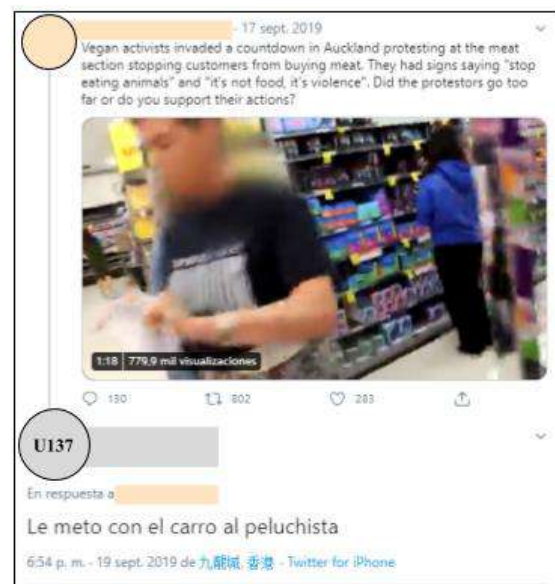 - 17 sept. 2019
Vegan activists invaded a countdown in Auckland protesting at the meat
section stopping customers from buying meat. They had signs saying "stop
eating animals" and "it's not food, it's violence". Did the protestors go too
far or do you support their actions?
1:18 779,9 mil visualizaciones
130 802 283
U137
En respuesta a
Le meto con el carro al peluchista
6:54 p. m. - 19 sept. 2019 de 九龍城, 香港 - Twitter for iPhone